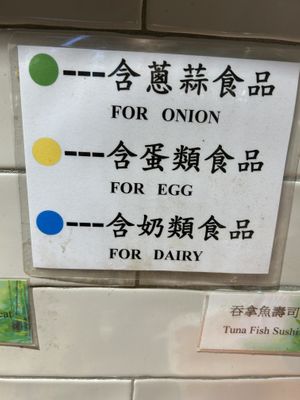 ---含蔥蒜食品
FOR ONION
---含蛋類食品
FOR EGG
---含奶類食品
FOR DAIRY
吞拿魚壽司
Tuna Fish Sushi